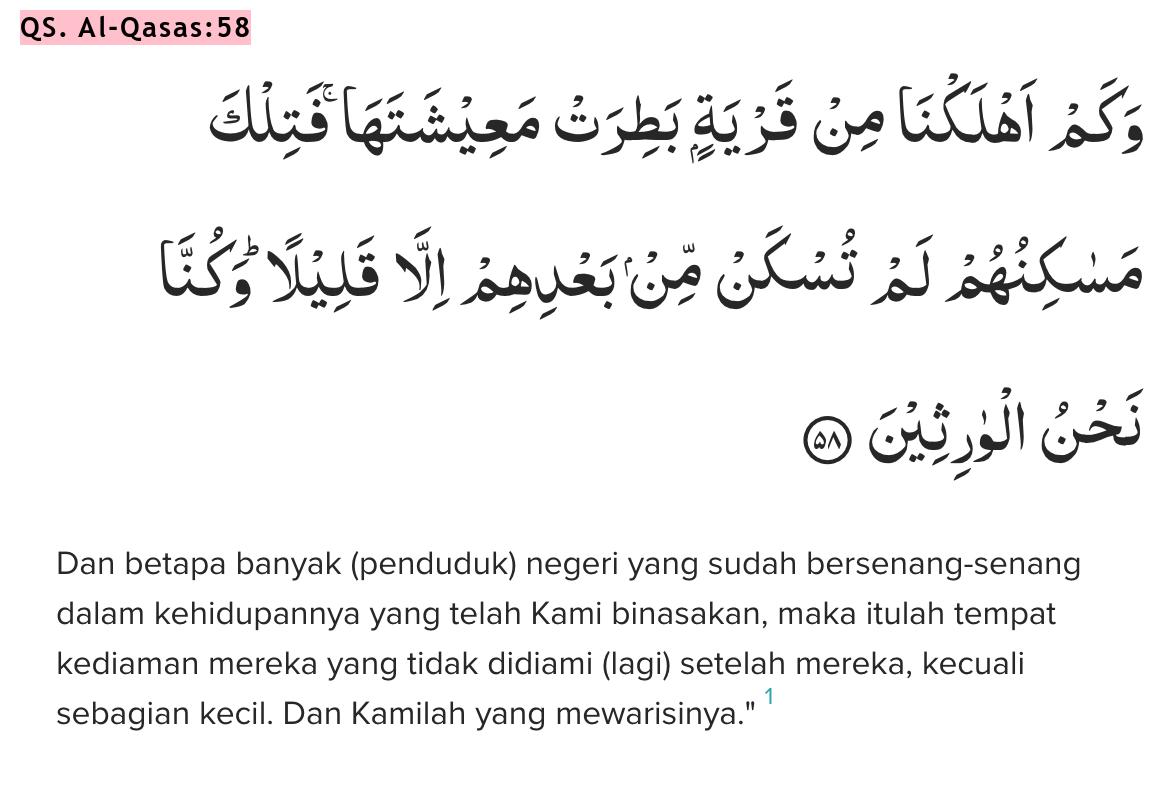 QS. Al-Qasas:58
وَكَمْ اَهْلَكْنَا مِنْ قَرْيَةٍۢ بَطِرَتْ مَعِيْشَتَهَا ۚفَتِلْكَ
مَسٰكِنُهُمْ لَمْ تُسْكَنْ مِّنْۢ بَعْدِهِمْ اِلَّا قَلِيْلًاۗ وَكُنَّا
نَحْنُ الْوٰرِثِيْنَ ۝٥٨
Dan betapa banyak (penduduk) negeri yang sudah bersenang-senang
dalam kehidupannya yang telah Kami binasakan, maka itulah tempat
kediaman mereka yang tidak didiami (lagi) setelah mereka, kecuali
sebagian kecil. Dan Kamilah yang mewarisinya." 1